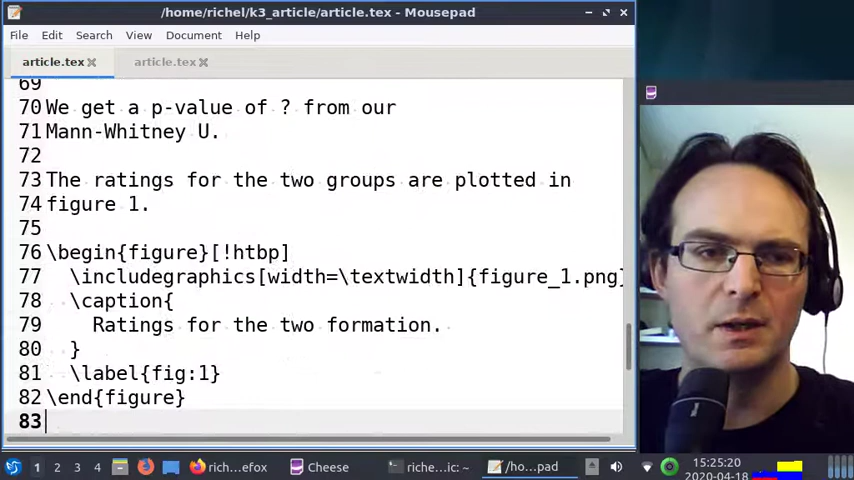 /home/richel/k3_article/article.tex - Mousepad
File Edit Search View Document Help
article.tex article.tex
69
70 We get a p-value of ? from our
71 Mann-Whitney U.
72
73 The ratings for the two groups are plotted in
74 figure 1.
75
76 \begin{figure}[!htbp]
77 \includegraphics[width=\textwidth]{figure_1.png}
78 \caption{
79 Ratings for the two formation.
80 }
81 \label{fig:1}
82 \end{figure}
83
1 2 3 4 rich...efox Cheese riche...ic: ~ /ho...pad 15:25:20
2020-04-18